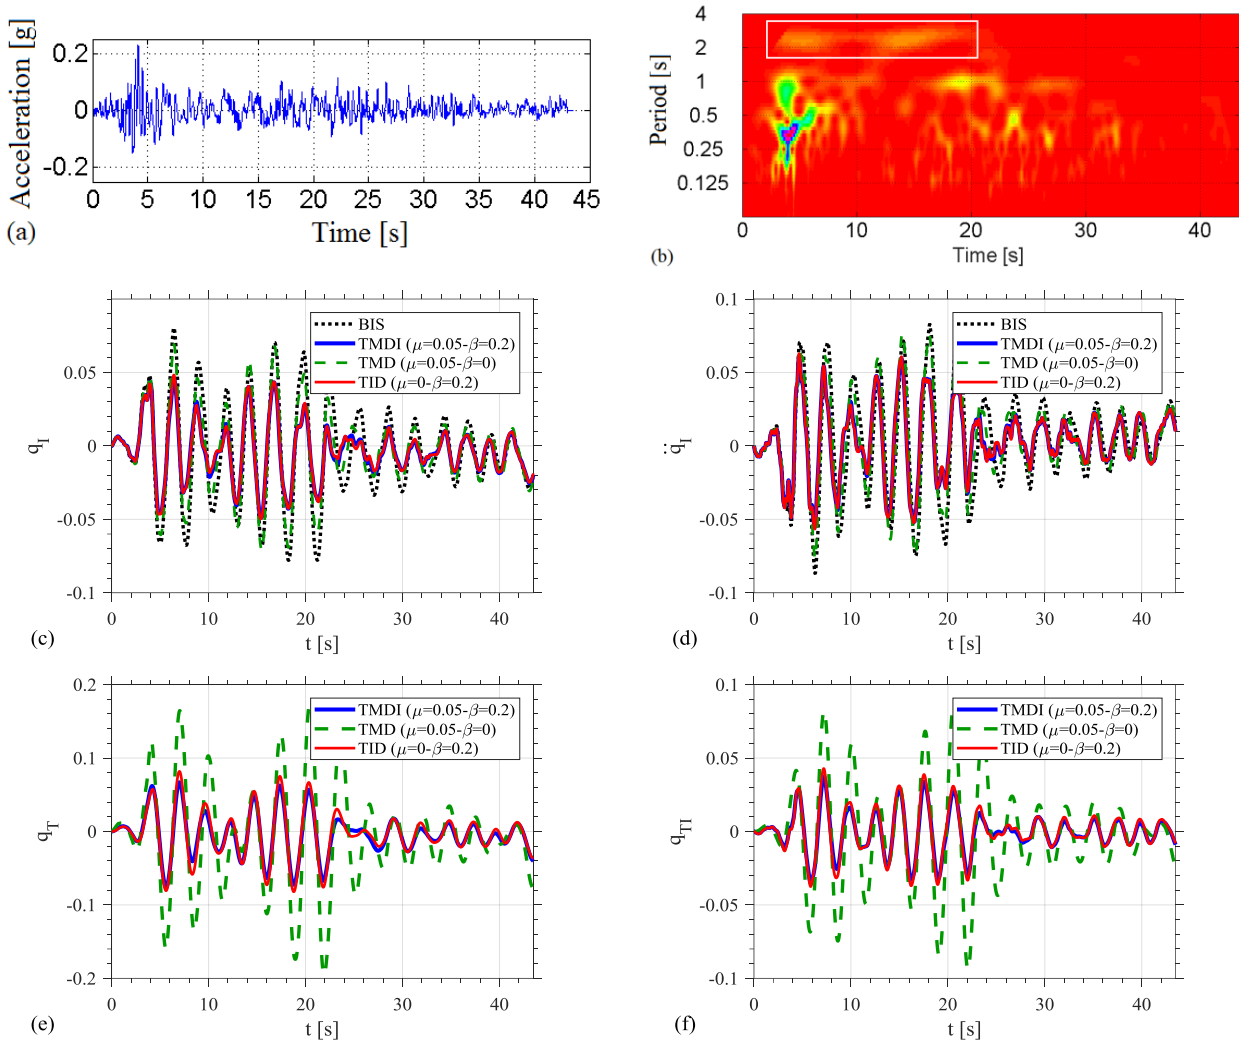 Acceleration [g]
0.2
0
-0.2
0 5 10 15 20 25 30 35 40 45
Time [s]
(a)
Period [s]
4
2
1
0.5
0.25
0.125
0 10 20 30 40
Time [s]
(b)
q_I
0.05
0
-0.05
-0.1
BIS
TMDI (μ=0.05-β=0.2)
TMD (μ=0.05-β=0)
TID (μ=0-β=0.2)
0 10 20 30 40
t [s]
(c)
q̇_I
0.1
0.05
0
-0.05
-0.1
BIS
TMDI (μ=0.05-β=0.2)
TMD (μ=0.05-β=0)
TID (μ=0-β=0.2)
0 10 20 30 40
t [s]
(d)
q_T
0.2
0.1
0
-0.1
-0.2
TMDI (μ=0.05-β=0.2)
TMD (μ=0.05-β=0)
TID (μ=0-β=0.2)
0 10 20 30 40
t [s]
(e)
q_TI
0.1
0.05
0
-0.05
-0.1
TMDI (μ=0.05-β=0.2)
TMD (μ=0.05-β=0)
TID (μ=0-β=0.2)
0 10 20 30 40
t [s]
(f)